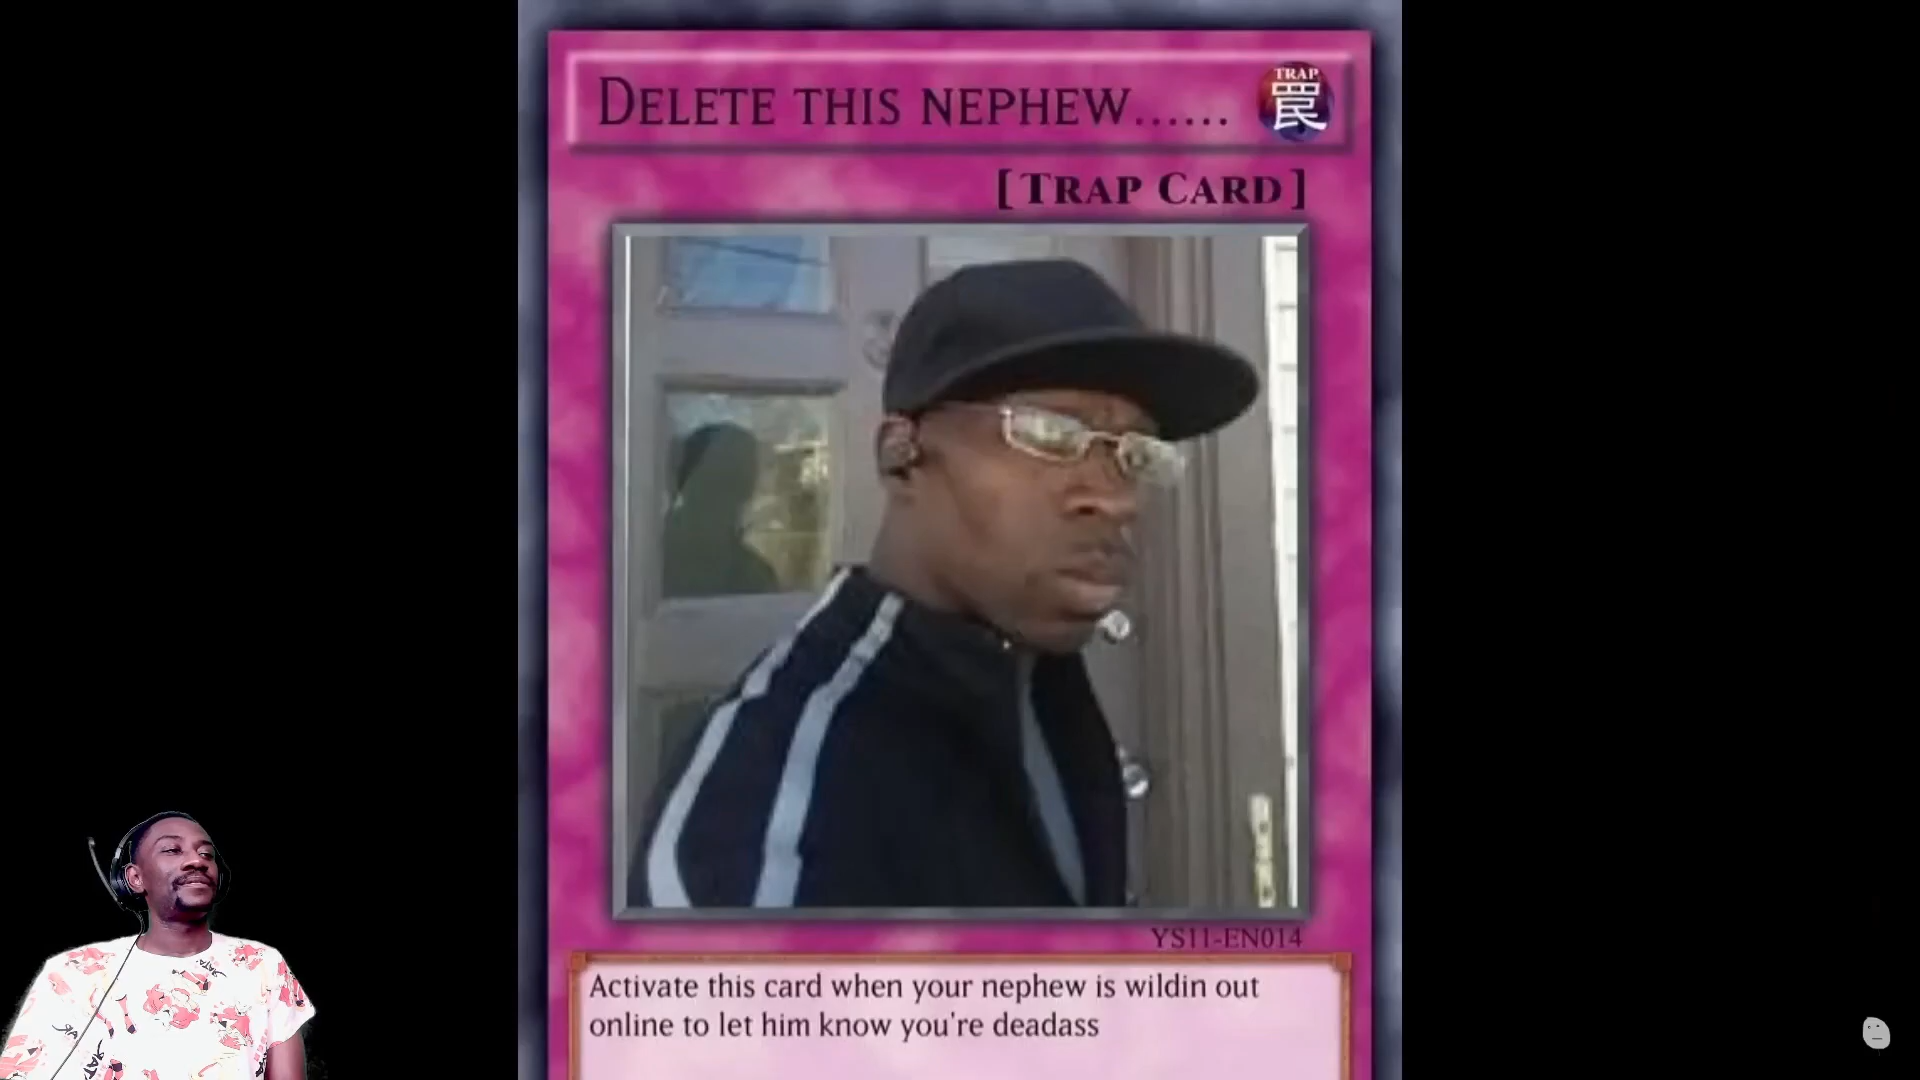 DELETE THIS NEPHEW......
TRAP
罠
[TRAP CARD]
YS11-EN014
Activate this card when your nephew is wildin out
online to let him know you're deadass